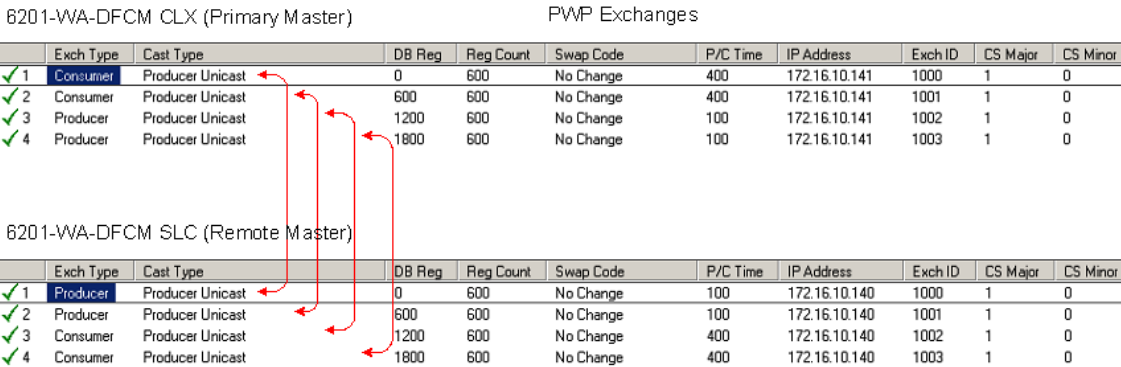 6201-WA-DFCM CLX (Primary Master)
PWP Exchanges
Exch Type Cast Type DB Reg Reg Count Swap Code P/C Time IP Address Exch ID CS Major CS Minor
1 Consumer Producer Unicast 0 600 No Change 400 172.16.10.141 1000 1 0
2 Consumer Producer Unicast 600 600 No Change 400 172.16.10.141 1001 1 0
3 Producer Producer Unicast 1200 600 No Change 100 172.16.10.141 1002 1 0
4 Producer Producer Unicast 1800 600 No Change 100 172.16.10.141 1003 1 0
6201-WA-DFCM SLC (Remote Master)
Exch Type Cast Type DB Reg Reg Count Swap Code P/C Time IP Address Exch ID CS Major CS Minor
1 Producer Producer Unicast 0 600 No Change 100 172.16.10.140 1000 1 0
2 Producer Producer Unicast 600 600 No Change 100 172.16.10.140 1001 1 0
3 Consumer Producer Unicast 1200 600 No Change 400 172.16.10.140 1002 1 0
4 Consumer Producer Unicast 1800 600 No Change 400 172.16.10.140 1003 1 0